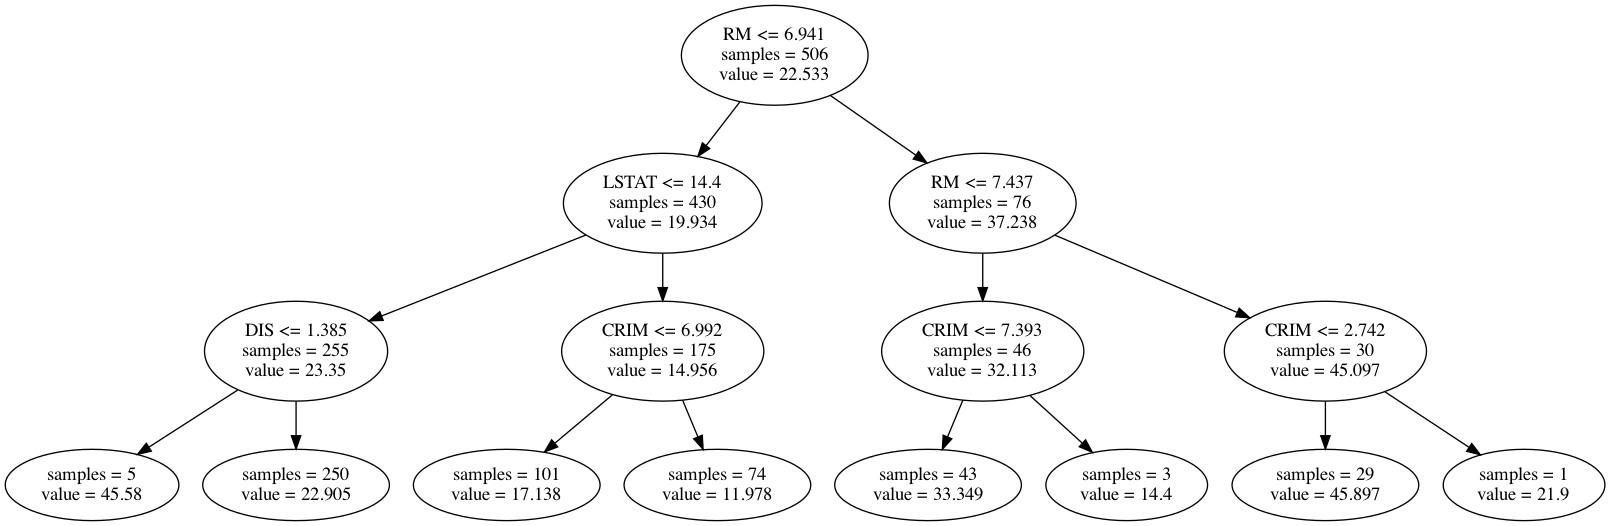 RM <= 6.941
samples = 506
value = 22.533
LSTAT <= 14.4
samples = 430
value = 19.934
RM <= 7.437
samples = 76
value = 37.238
DIS <= 1.385
samples = 255
value = 23.35
CRIM <= 6.992
samples = 175
value = 14.956
CRIM <= 7.393
samples = 46
value = 32.113
CRIM <= 2.742
samples = 30
value = 45.097
samples = 5
value = 45.58
samples = 250
value = 22.905
samples = 101
value = 17.138
samples = 74
value = 11.978
samples = 43
value = 33.349
samples = 3
value = 14.4
samples = 29
value = 45.897
samples = 1
value = 21.9